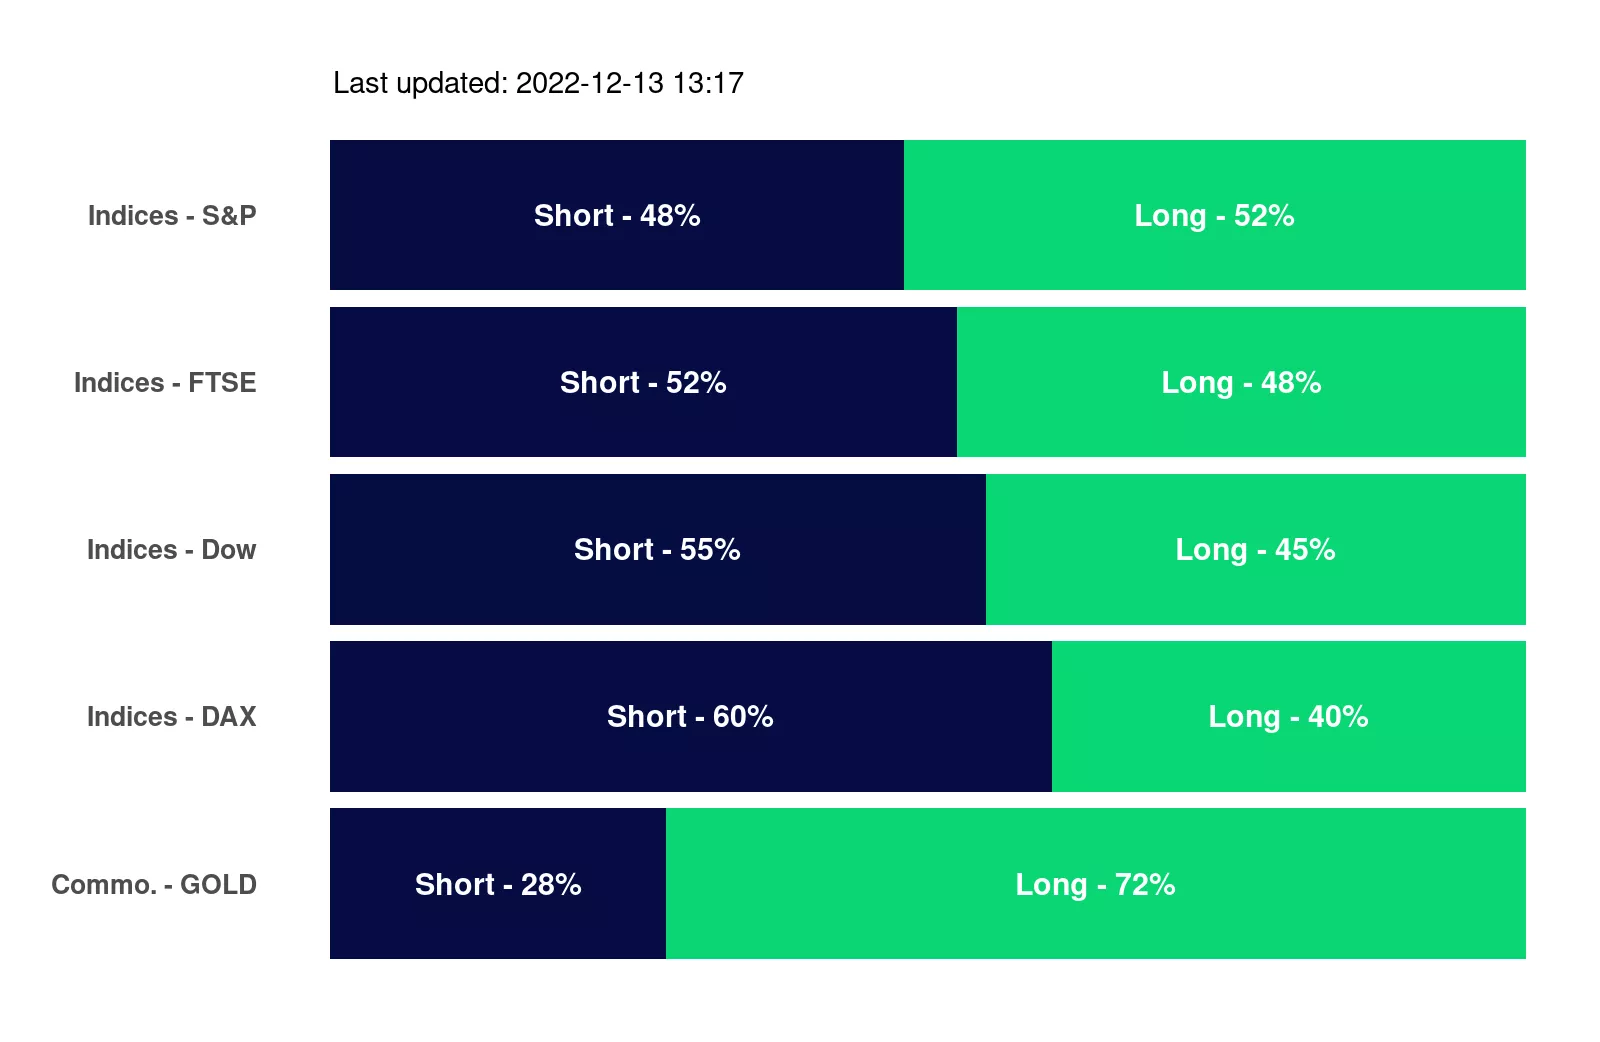 Last updated: 2022-12-13 13:17
Indices - S&P Short - 48% Long - 52%
Indices - FTSE Short - 52% Long - 48%
Indices - Dow Short - 55% Long - 45%
Indices - DAX Short - 60% Long - 40%
Commo. - GOLD Short - 28% Long - 72%